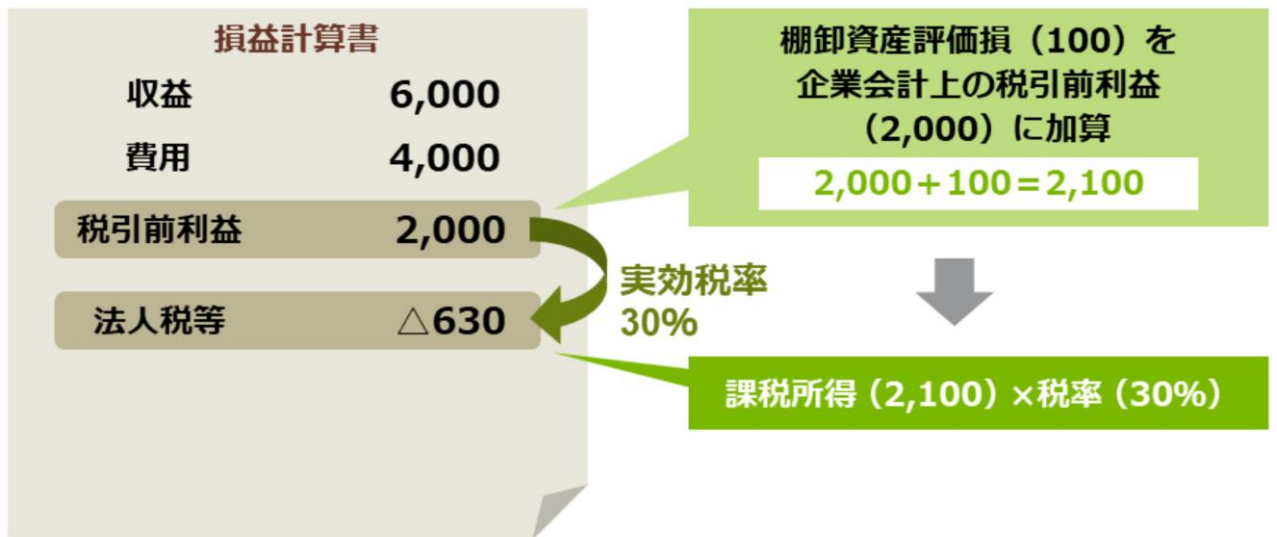 損益計算書
収益 6,000
費用 4,000
税引前利益 2,000
法人税等 △630
実効税率
30%
棚卸資産評価損（100）を
企業会計上の税引前利益
（2,000）に加算
2,000＋100＝2,100
課税所得（2,100）×税率（30%）